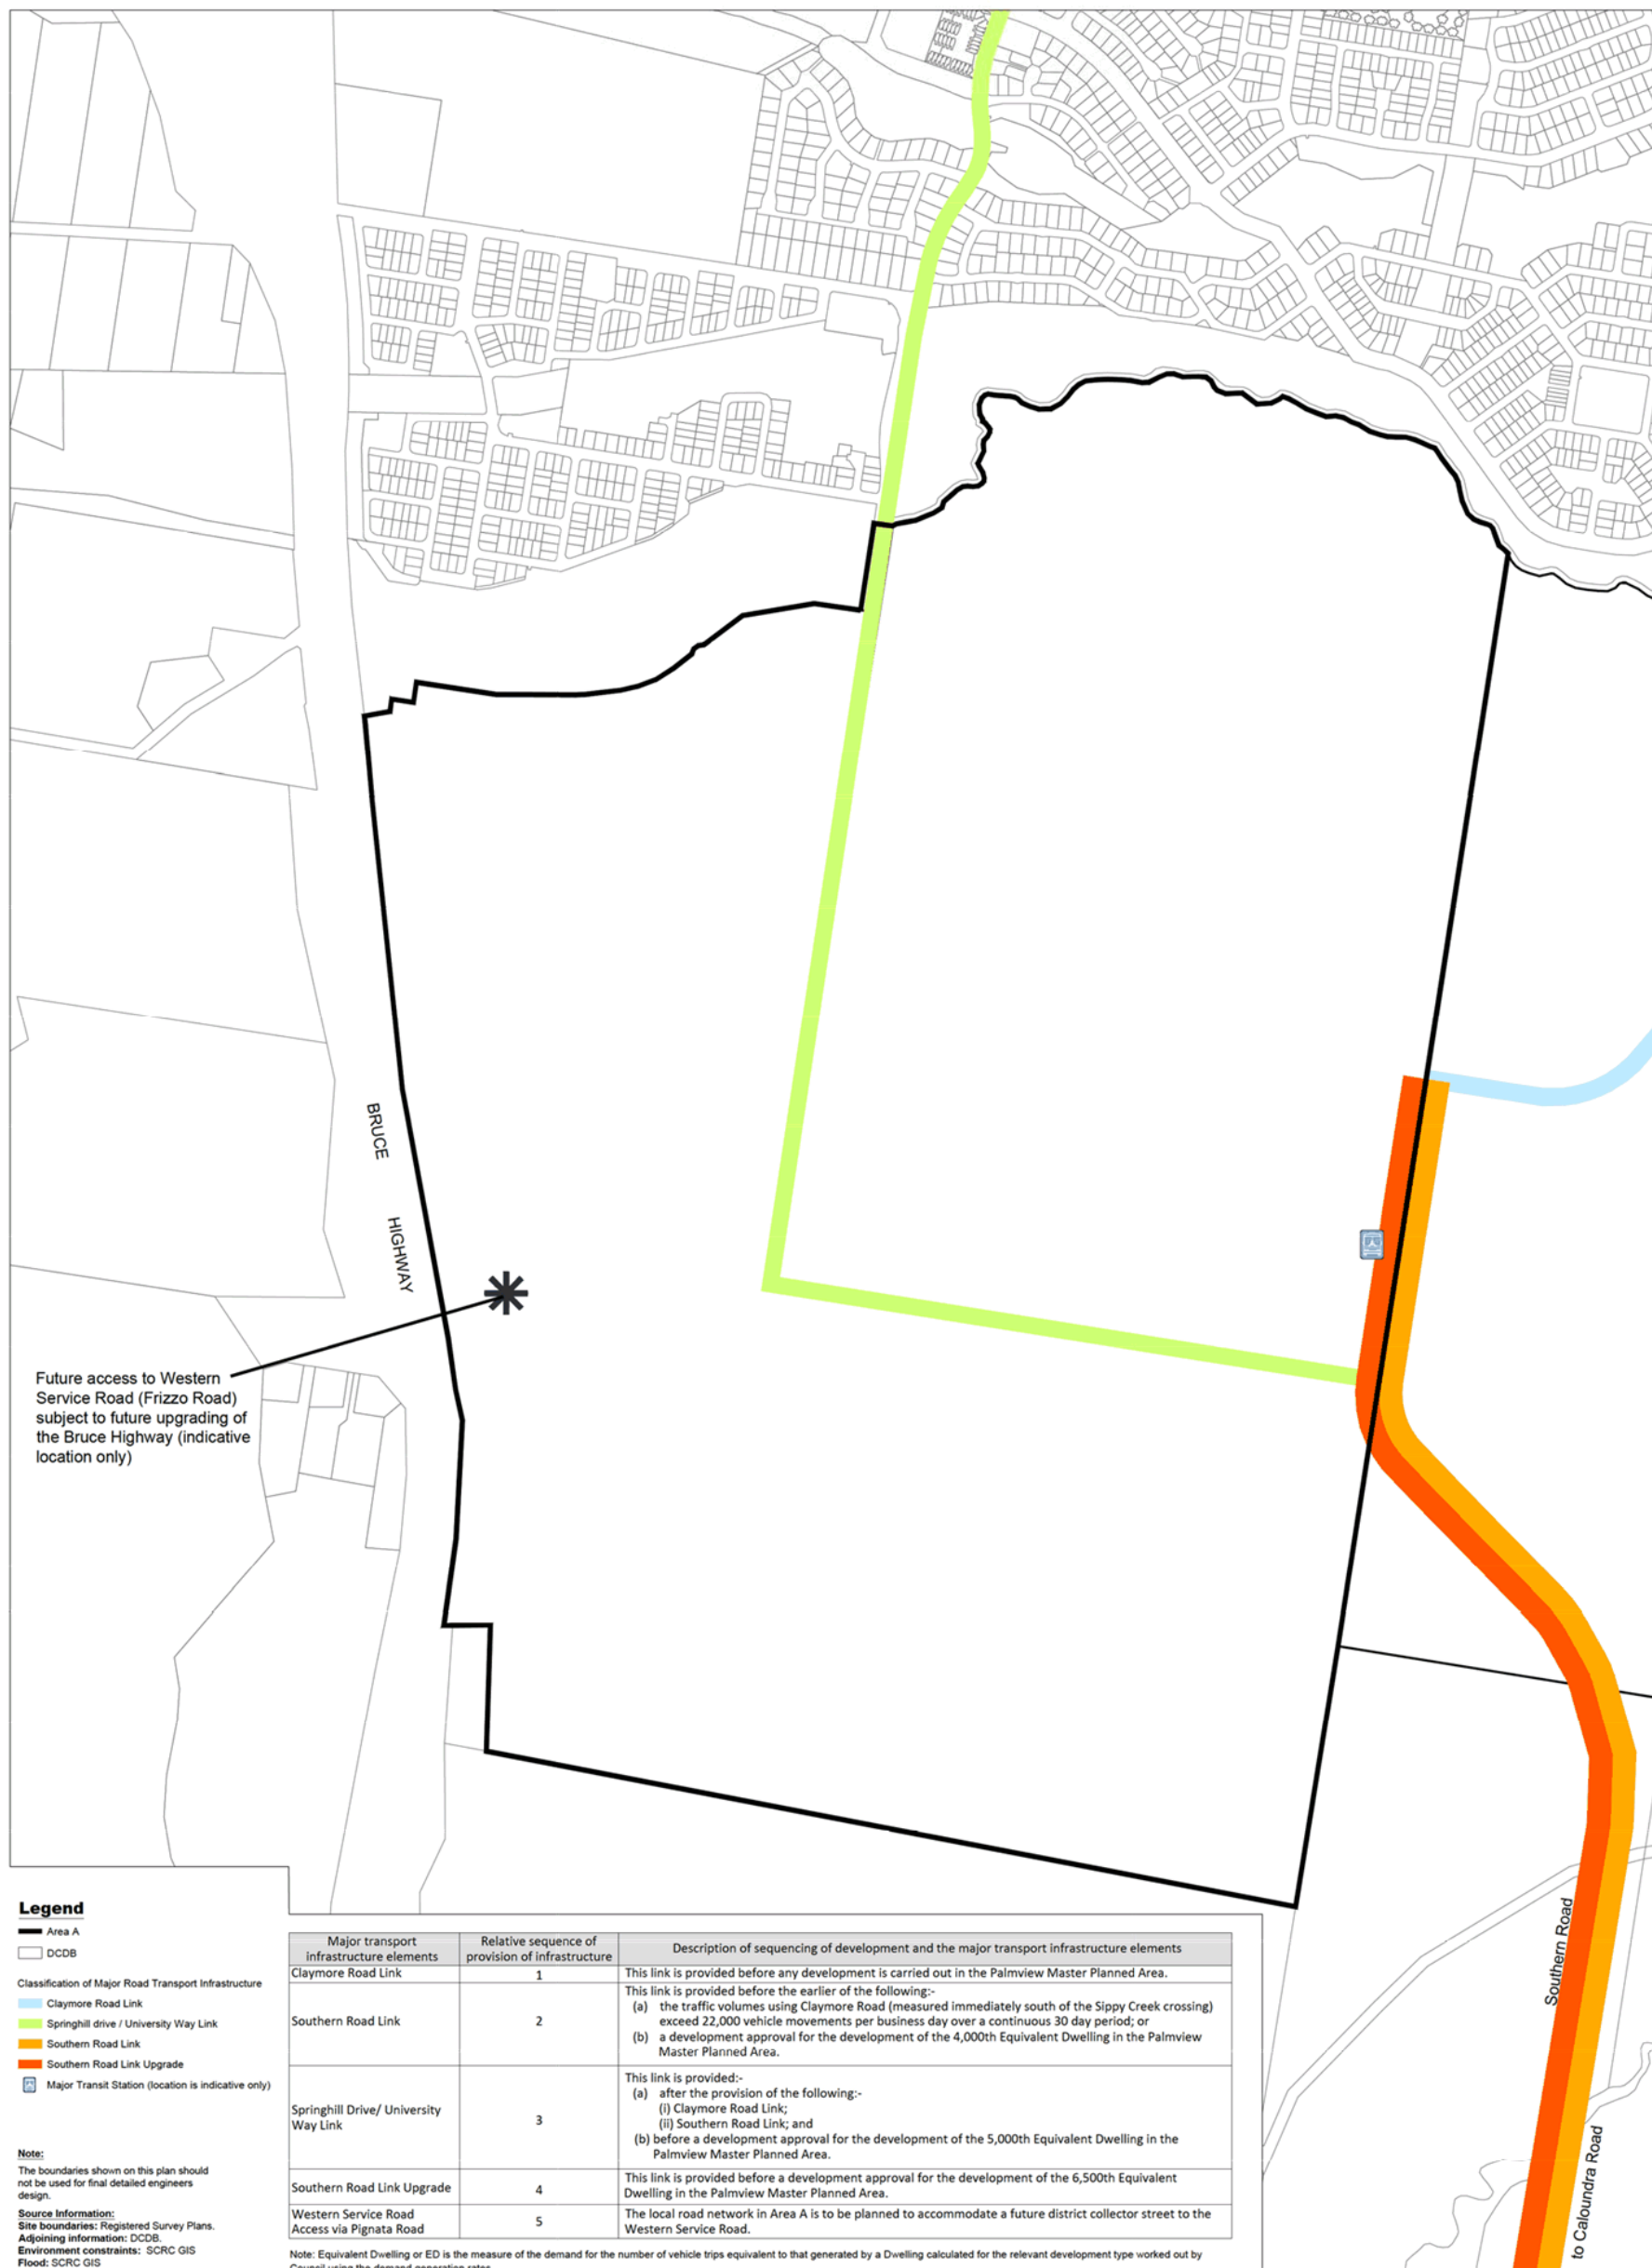 BRUCE
HIGHWAY
Future access to Western
Service Road (Frizzo Road)
subject to future upgrading of
the Bruce Highway (indicative
location only)
Southern Road
to Caloundra Road
Legend
Area A
DCDB
Classification of Major Road Transport Infrastructure
Claymore Road Link
Springhill drive / University Way Link
Southern Road Link
Southern Road Link Upgrade
Major Transit Station (location is indicative only)
Note:
The boundaries shown on this plan should
not be used for final detailed engineers
design.
Source Information:
Site boundaries: Registered Survey Plans.
Adjoining information: DCDB.
Environment constraints: SCRC GIS
Flood: SCRC GIS
Major transport
infrastructure elements
Relative sequence of
provision of infrastructure
Description of sequencing of development and the major transport infrastructure elements
Claymore Road Link
1
This link is provided before any development is carried out in the Palmview Master Planned Area.
Southern Road Link
2
This link is provided before the earlier of the following:-
(a) the traffic volumes using Claymore Road (measured immediately south of the Sippy Creek crossing)
exceed 22,000 vehicle movements per business day over a continuous 30 day period; or
(b) a development approval for the development of the 4,000th Equivalent Dwelling in the Palmview
Master Planned Area.
Springhill Drive/ University
Way Link
3
This link is provided:-
(a) after the provision of the following:-
(i) Claymore Road Link;
(ii) Southern Road Link; and
(b) before a development approval for the development of the 5,000th Equivalent Dwelling in the
Palmview Master Planned Area.
Southern Road Link Upgrade
4
This link is provided before a development approval for the development of the 6,500th Equivalent
Dwelling in the Palmview Master Planned Area.
Western Service Road
Access via Pignata Road
5
The local road network in Area A is to be planned to accommodate a future district collector street to the
Western Service Road.
Note: Equivalent Dwelling or ED is the measure of the demand for the number of vehicle trips equivalent to that generated by a Dwelling calculated for the relevant development type worked out by
Council using the demand generation rates